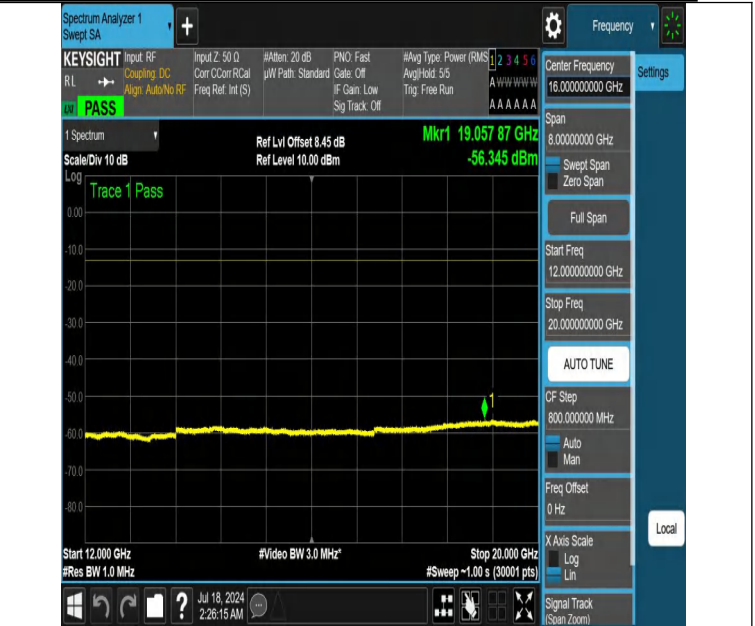 Spectrum Analyzer 1
Swept SA
+
Frequency
KEYSIGHT
RL
PASS
Input: RF
Coupling: DC
Align: Auto/No RF
Input Z: 50 Ω
Corr CCorr RCal
Freq Ref: Int (S)
#Atten: 20 dB
µW Path: Standard
PNO: Fast
Gate: Off
IF Gain: Low
Sig Track: Off
#Avg Type: Power (RMS
Avg|Hold: 5/5
Trig: Free Run
1 2 3 4 5 6
A W W W W W
A A A A A A
1 Spectrum
Scale/Div 10 dB
Ref Lvl Offset 8.45 dB
Ref Level 10.00 dBm
Mkr1 19.057 87 GHz
-56.345 dBm
Log
Trace 1 Pass
0.00
-10.0
-20.0
-30.0
-40.0
-50.0
-60.0
-70.0
-80.0
1
Start 12.000 GHz
#Res BW 1.0 MHz
#Video BW 3.0 MHz*
Stop 20.000 GHz
#Sweep ~1.00 s (30001 pts)
Center Frequency
16.000000000 GHz
Settings
Span
8.00000000 GHz
Swept Span
Zero Span
Full Span
Start Freq
12.000000000 GHz
Stop Freq
20.000000000 GHz
AUTO TUNE
CF Step
800.000000 MHz
Auto
Man
Freq Offset
0 Hz
X Axis Scale
Log
Lin
Signal Track
(Span Zoom)
Local
?
Jul 18, 2024
2:26:15 AM